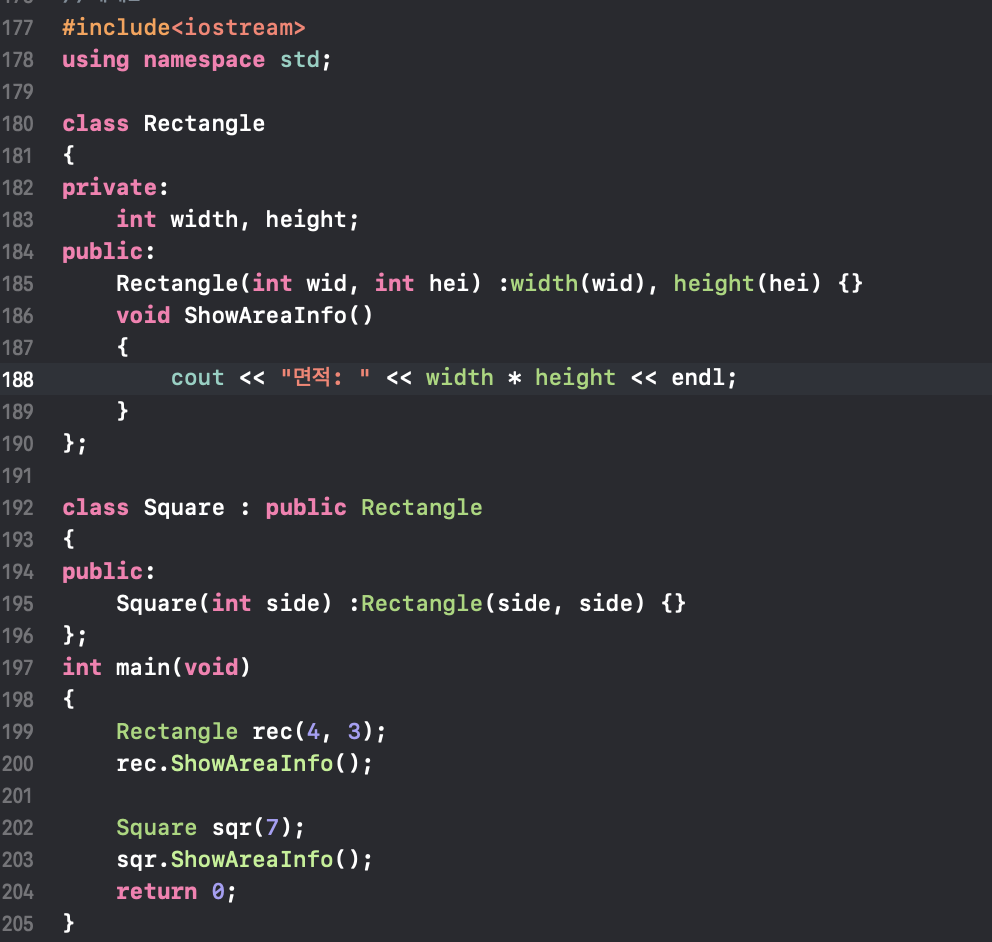 177 #include<iostream>
178 using namespace std;
179
180 class Rectangle
181 {
182 private:
183     int width, height;
184 public:
185     Rectangle(int wid, int hei) :width(wid), height(hei) {}
186     void ShowAreaInfo()
187     {
188         cout << "면적: " << width * height << endl;
189     }
190 };
191
192 class Square : public Rectangle
193 {
194 public:
195     Square(int side) :Rectangle(side, side) {}
196 };
197 int main(void)
198 {
199     Rectangle rec(4, 3);
200     rec.ShowAreaInfo();
201
202     Square sqr(7);
203     sqr.ShowAreaInfo();
204     return 0;
205 }